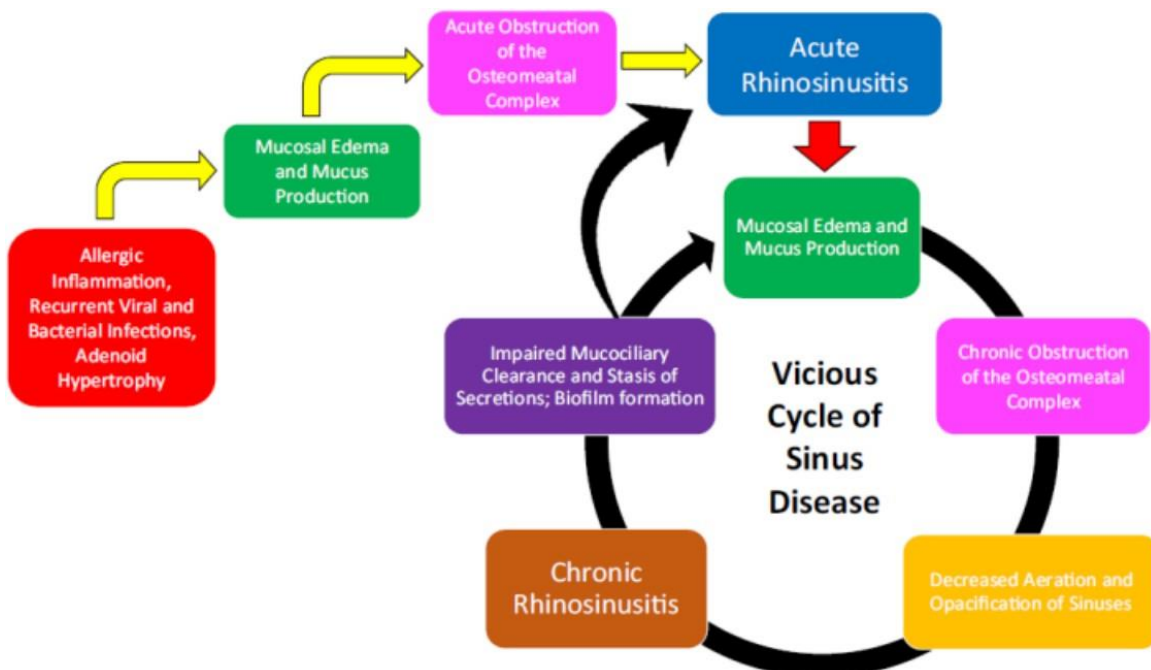 Allergic
Inflammation,
Recurrent Viral and
Bacterial Infections,
Adenoid
Hypertrophy
Mucosal Edema
and Mucus
Production
Acute Obstruction
of the
Osteomeatal
Complex
Acute
Rhinosinusitis
Mucosal Edema and
Mucus Production
Chronic Obstruction
of the Osteomeatal
Complex
Decreased Aeration and
Opacification of Sinuses
Chronic
Rhinosinusitis
Impaired Mucociliary
Clearance and Stasis of
Secretions; Biofilm formation
Vicious
Cycle of
Sinus
Disease